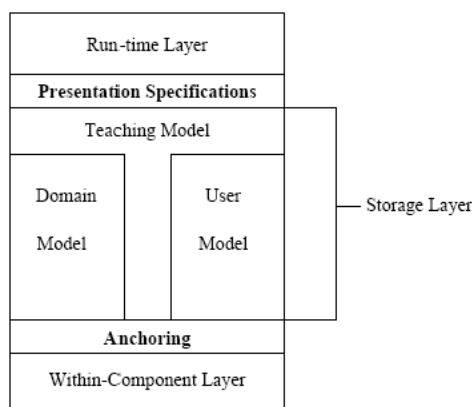 Run-time Layer
Presentation Specifications
Teaching Model
Domain
Model
User
Model
Storage Layer
Anchoring
Within-Component Layer